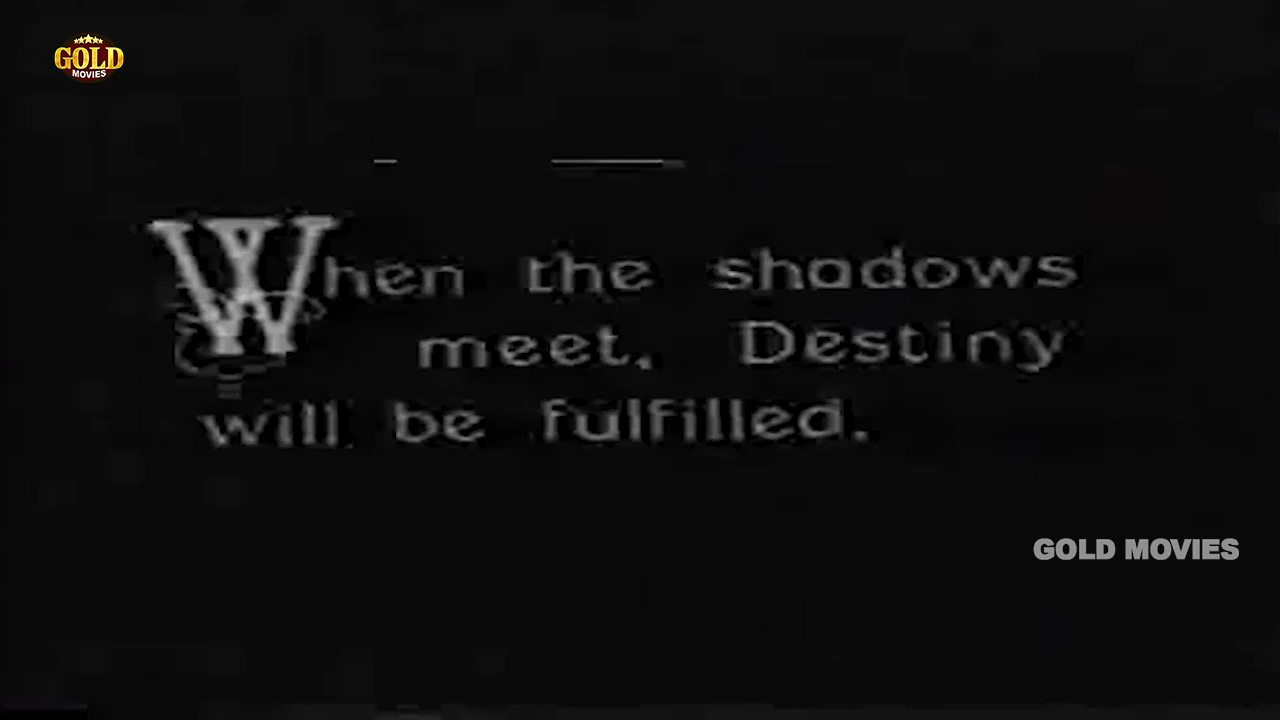 GOLD
MOVIES
When the shadows
meet, Destiny
will be fulfilled.
GOLD MOVIES